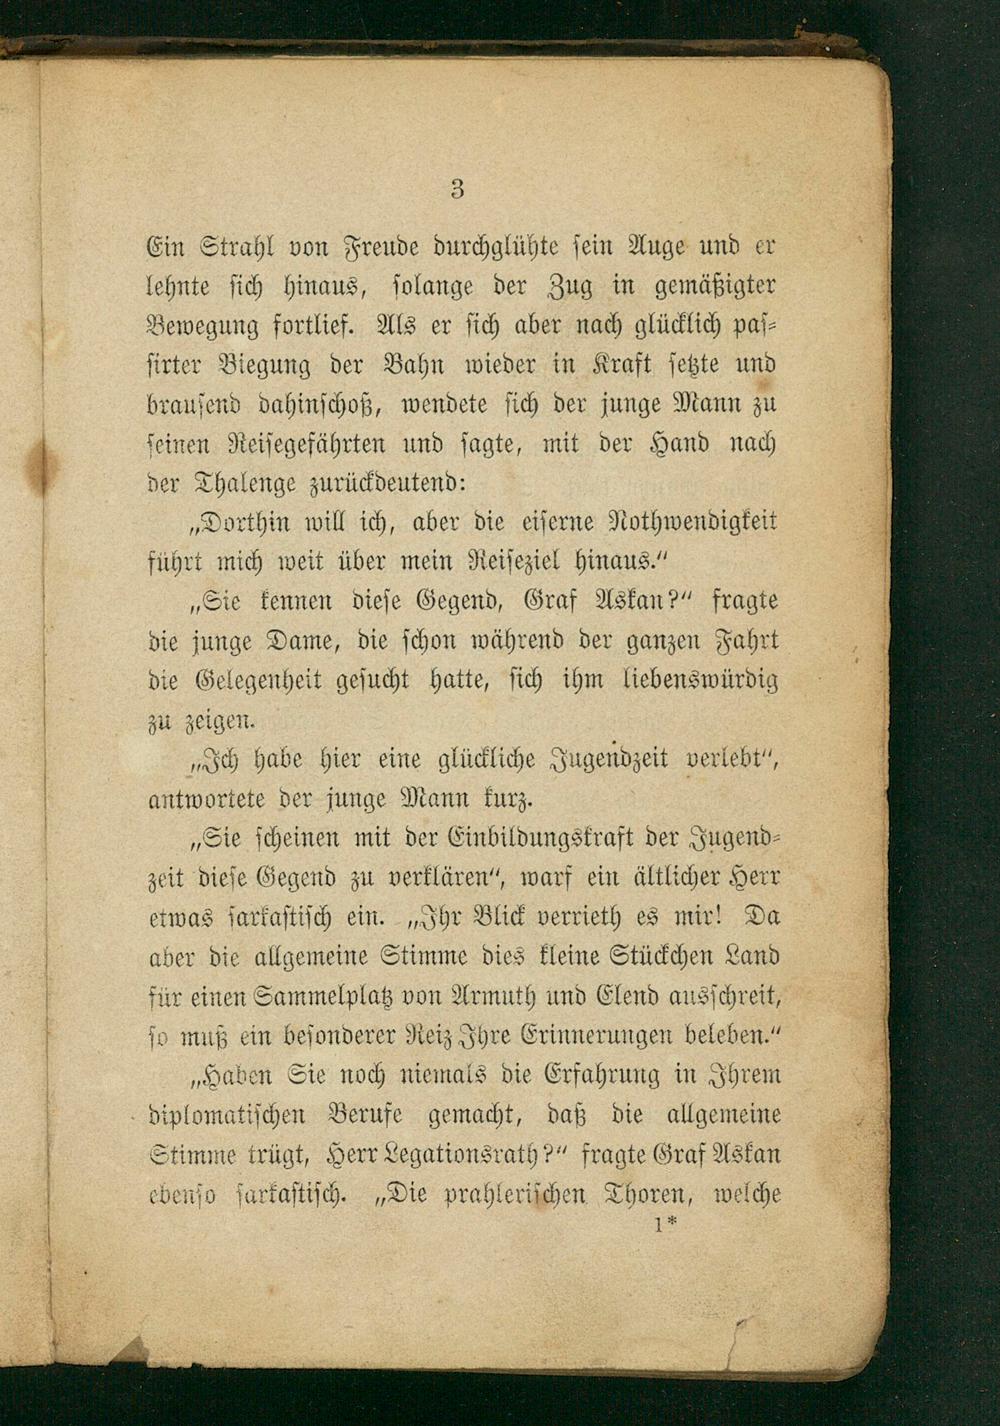 3
Ein Strahl von Freude durchglühte sein Auge und er
lehnte sich hinaus, solange der Zug in gemäßigter
Bewegung fortlief. Als er sich aber nach glücklich pas-
sirter Biegung der Bahn wieder in Kraft setzte und
brausend dahinschoß, wendete sich der junge Mann zu
seinen Reisegefährten und sagte, mit der Hand nach
der Thalenge zurückdeutend:
„Dorthin will ich, aber die eiserne Nothwendigkeit
führt mich weit über mein Reiseziel hinaus.“
„Sie kennen diese Gegend, Graf Askan?“ fragte
die junge Dame, die schon während der ganzen Fahrt
die Gelegenheit gesucht hatte, sich ihm liebenswürdig
zu zeigen.
„Ich habe hier eine glückliche Jugendzeit verlebt“,
antwortete der junge Mann kurz.
„Sie scheinen mit der Einbildungskraft der Jugend-
zeit diese Gegend zu verklären“, warf ein ältlicher Herr
etwas sarkastisch ein. „Ihr Blick verrieth es mir! Da
aber die allgemeine Stimme dies kleine Stückchen Land
für einen Sammelplatz von Armuth und Elend ausschreit,
so muß ein besonderer Reiz Ihre Erinnerungen beleben.“
„Haben Sie noch niemals die Erfahrung in Ihrem
diplomatischen Berufe gemacht, daß die allgemeine
Stimme trügt, Herr Legationsrath?“ fragte Graf Askan
ebenso sarkastisch. „Die prahlerischen Thoren, welche
1*